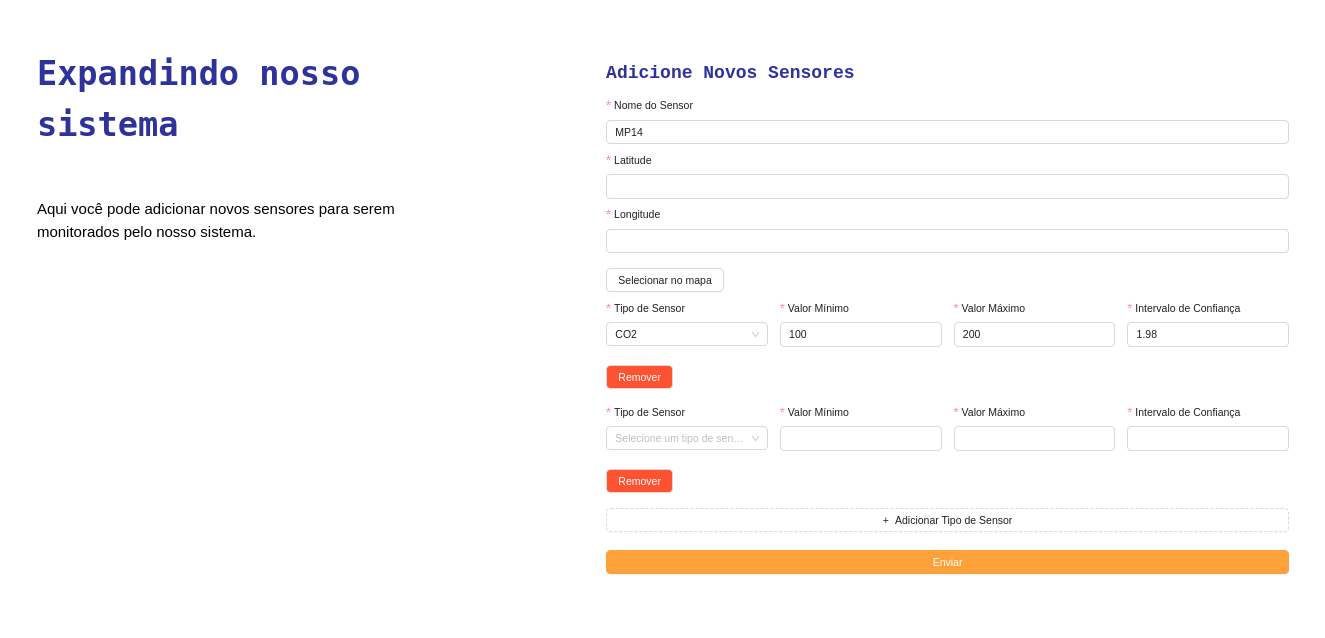 Expandindo nosso
sistema
Aqui você pode adicionar novos sensores para serem
monitorados pelo nosso sistema.
Adicione Novos Sensores
* Nome do Sensor
MP14
* Latitude
* Longitude
Selecionar no mapa
* Tipo de Sensor * Valor Mínimo * Valor Máximo * Intervalo de Confiança
CO2 100 200 1.98
Remover
* Tipo de Sensor * Valor Mínimo * Valor Máximo * Intervalo de Confiança
Selecione um tipo de sen...
Remover
+ Adicionar Tipo de Sensor
Enviar